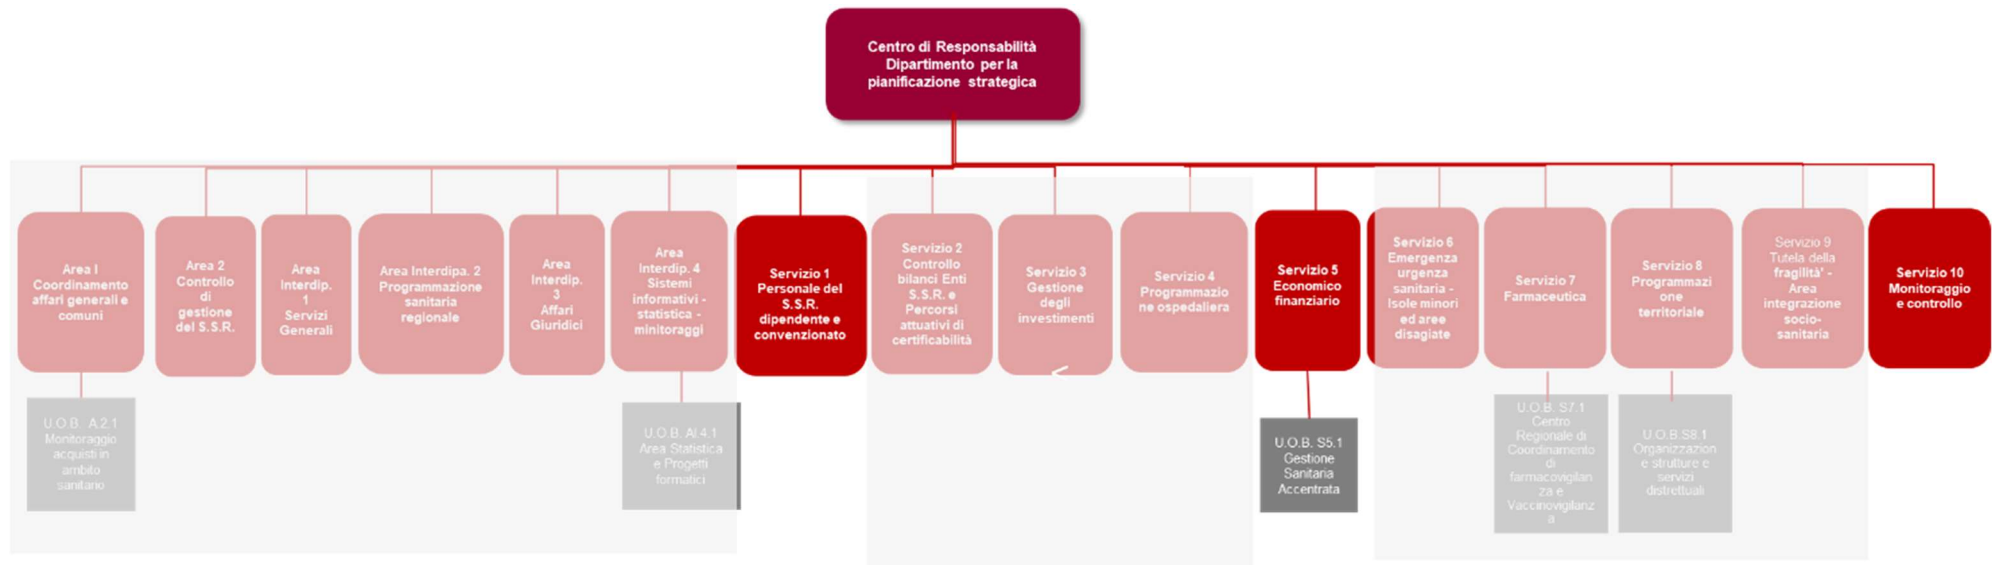 Centro di Responsabilità
Dipartimento per la
pianificazione strategica
Area I
Coordinamento
affari generali e
comuni
Area 2
Controllo
di
gestione
del S.S.R.
Area
Interdip.
1
Servizi
Generali
Area Interdipa. 2
Programmazione
sanitaria
regionale
Area
Interdip.
3
Affari
Giuridici
Area
Interdip. 4
Sistemi
informativi -
statistica -
minitoraggi
Servizio 1
Personale del
S.S.R.
dipendente e
convenzionato
Servizio 2
Controllo
bilanci Enti
S.S.R. e
Percorsi
attuativi di
certificabilità
Servizio 3
Gestione
degli
investimenti
<
Servizio 4
Programmazio
ne ospedaliera
Servizio 5
Economico
finanziario
Servizio 6
Emergenza
urgenza
sanitaria -
Isole minori
ed aree
disagiate
Servizio 7
Farmaceutica
Servizio 8
Programmazi
one
territoriale
Servizio 9
Tutela della
fragilità' -
Area
integrazione
socio-
sanitaria
Servizio 10
Monitoraggio
e controllo
U.O.B. A.2.1
Monitoraggio
acquisti in
ambito
sanitario
U.O.B. AI.4.1
Area Statistica
e Progetti
formatici
U.O.B. S5.1
Gestione
Sanitaria
Accentrata
U.O.B. S7.1
Centro
Regionale di
Coordinamento
di
farmacovigilan
za e
Vaccinovigilanz
a
U.O.B.S8.1
Organizzazion
e strutture e
servizi
distrettuali